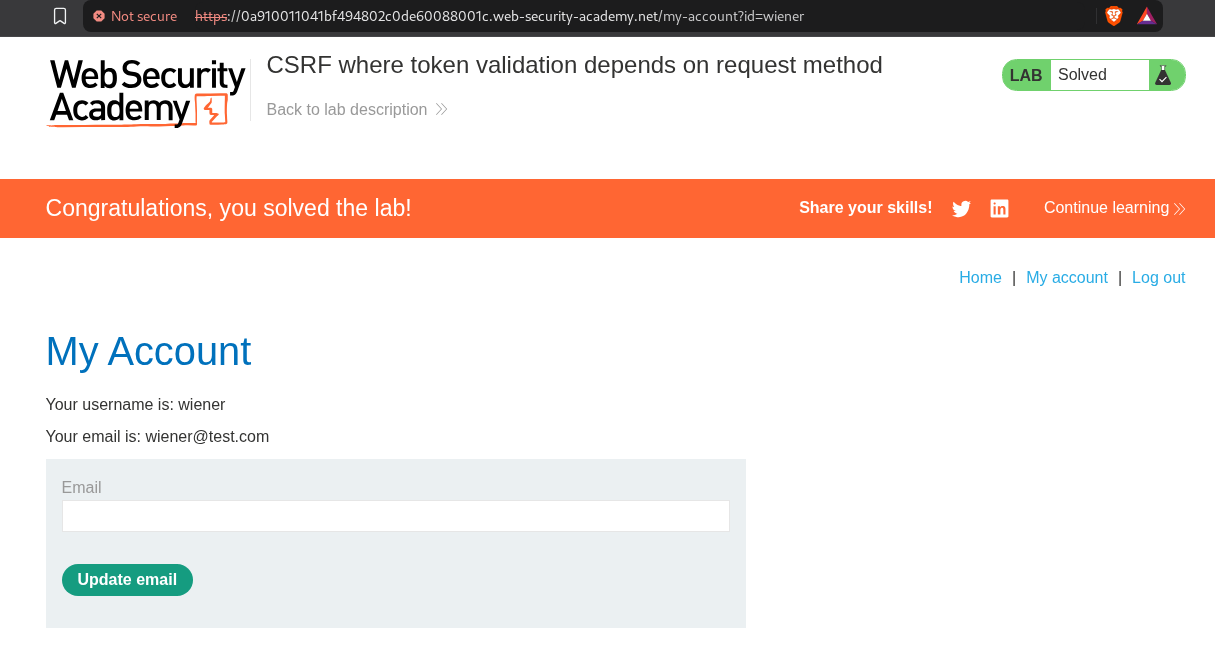 Not secure https://0a910011041bf494802c0de60088001c.web-security-academy.net/my-account?id=wiener
WebSecurity
Academy
CSRF where token validation depends on request method
Back to lab description
LAB Solved
Congratulations, you solved the lab!
Share your skills!
Continue learning
Home | My account | Log out
My Account
Your username is: wiener
Your email is: wiener@test.com
Email
Update email